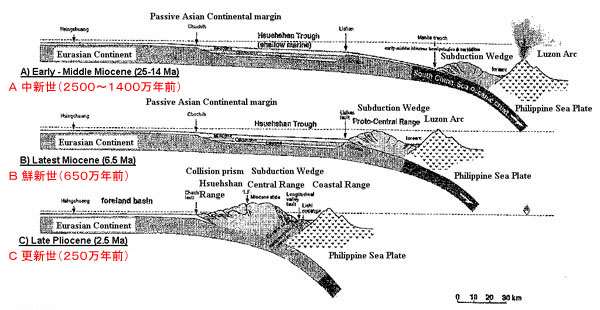 Passive Asian Continental margin
Hsuehshan Trough
(shallow marine)
Lishan
Manila trench
Subduction Wedge
Luzon Arc
Eurasian Continent
forearc
South China Sea oceanic crust
Philippine Sea Plate
A) Early - Middle Miocene (25-14 Ma)
A 中新世(2500〜1400万年前)
Passive Asian Continental margin
Hsuehshan Trough
Lishan fault
Subduction Wedge
Proto-Central Range
Luzon Arc
forearc
Eurasian Continent
Philippine Sea Plate
B) Latest Miocene (6.5 Ma)
B 鮮新世(650万年前)
Collision prism
Subduction Wedge
foreland basin
Hsuehshan Range
Central Range
Coastal Range
Longitudinal valley fault
Eurasian Continent
Philippine Sea Plate
C) Late Pliocene (2.5 Ma)
C 更新世(250万年前)
0 10 20 30 km